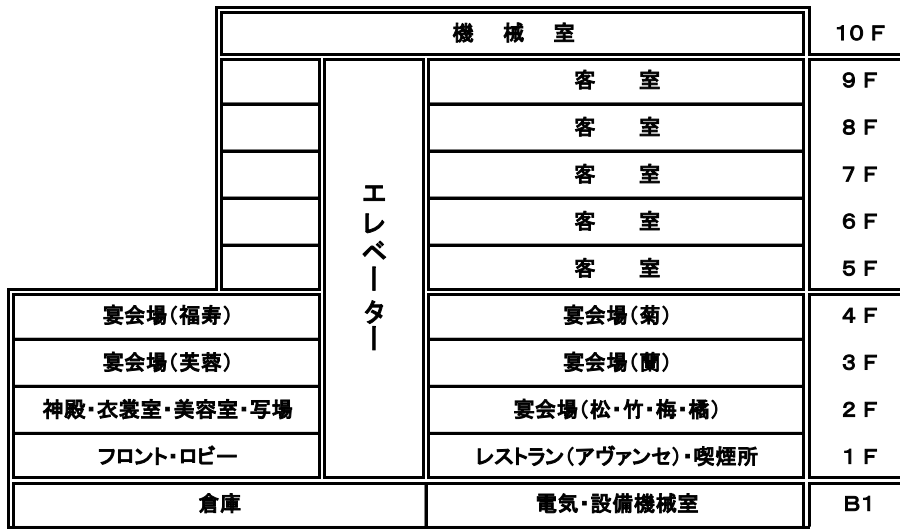 機 械 室 10F
客 室 9F
客 室 8F
客 室 7F
客 室 6F
客 室 5F
エレベーター
宴会場(福寿) 宴会場(菊) 4F
宴会場(芙蓉) 宴会場(蘭) 3F
神殿・衣裳室・美容室・写場 宴会場(松・竹・梅・橘) 2F
フロント・ロビー レストラン(アヴァンセ)・喫煙所 1F
倉庫 電気・設備機械室 B1